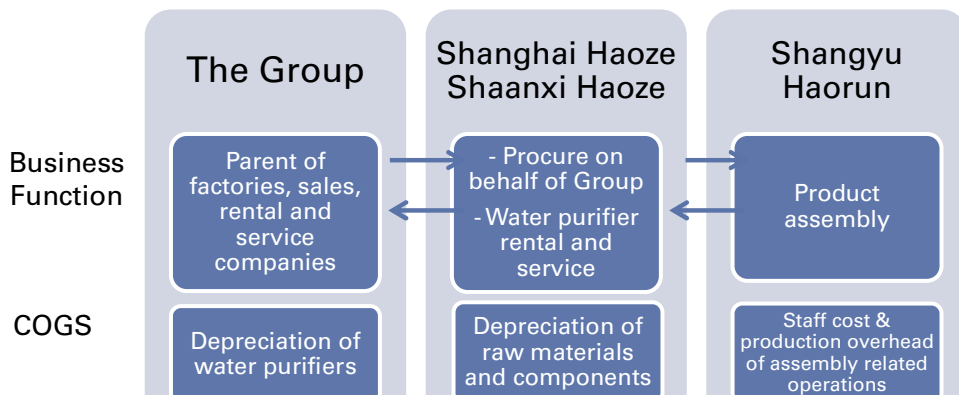 The Group
Shanghai Haoze
Shaanxi Haoze
Shangyu
Haorun
Business
Function
Parent of
factories, sales,
rental and
service
companies
- Procure on
behalf of Group
- Water purifier
rental and
service
Product
assembly
COGS
Depreciation of
water purifiers
Depreciation of
raw materials
and components
Staff cost &
production overhead
of assembly related
operations